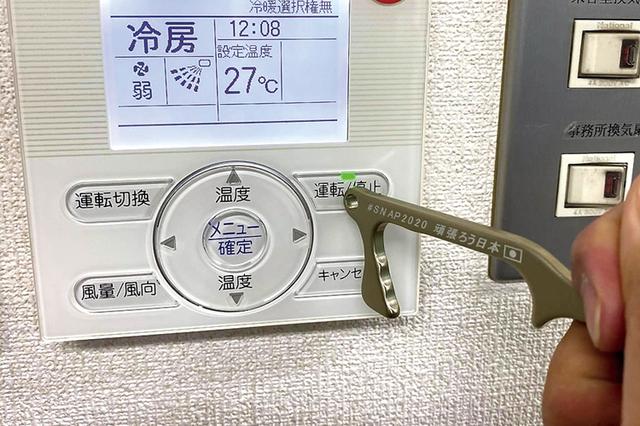 冷暖選択権無
冷房
12:08
設定温度
弱
27℃
運転切換
温度
運転/停止
メニュー
確定
風量/風向
温度
キャンセ
#SNAP2020 頑張ろう日本
National
事務所換気扇